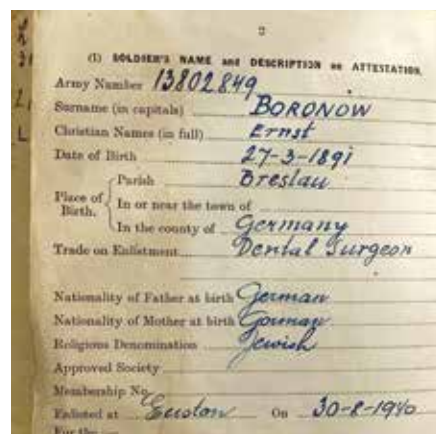 2
(1) SOLDIER'S NAME and DESCRIPTION on ATTESTATION.
Army Number 13802849
Surname (in capitals) BORONOW
Christian Names (in full) Ernst
Date of Birth 27-3-1891
Place of Birth. Parish Breslau
In or near the town of
In the county of Germany
Trade on Enlistment Dental Surgeon
Nationality of Father at birth German
Nationality of Mother at birth German
Religious Denomination Jewish
Approved Society
Membership No.
Enlisted at Euston On 30-8-1940
For the